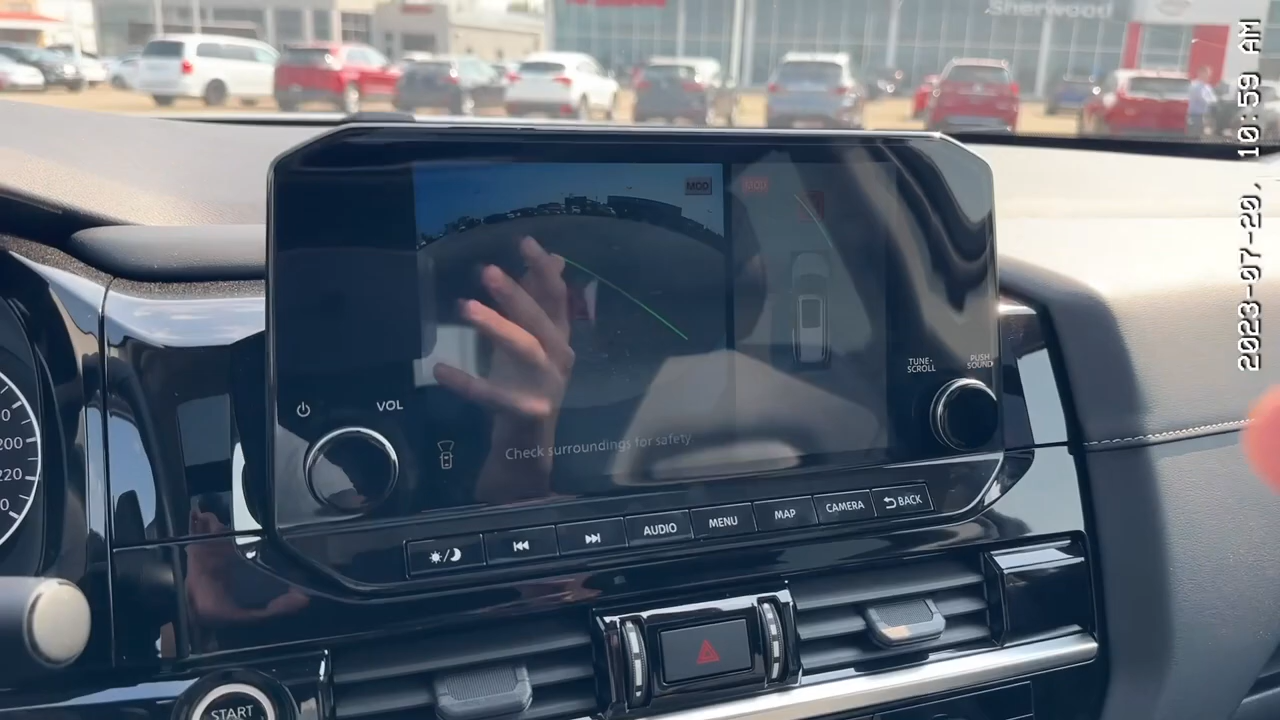 Sherwood
2023-07-20, 10:59 AM
MOD
MOD
TUNE·
SCROLL
PUSH
SOUND
VOL
Check surroundings for safety
AUDIO
MENU
MAP
CAMERA
BACK
200
220
START